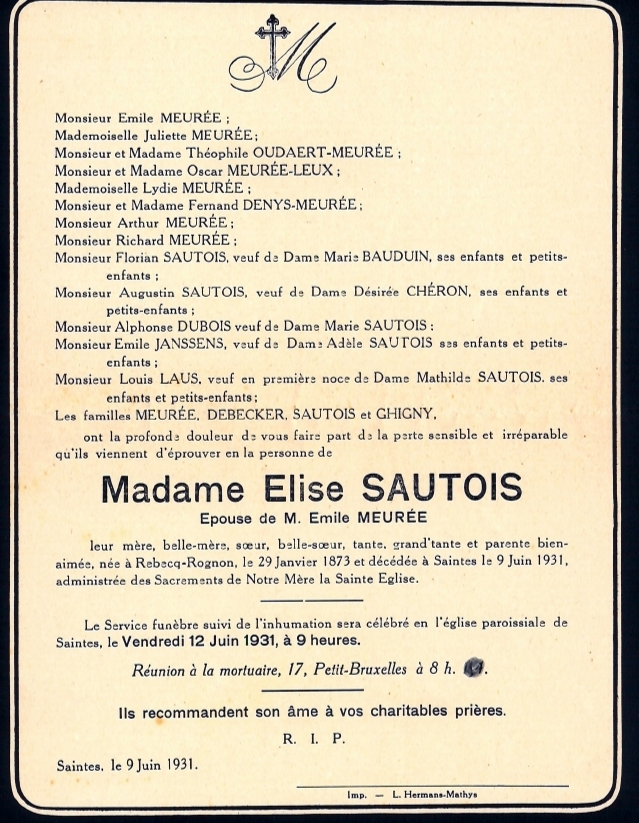 M
Monsieur Emile MEURÉE ;
Mademoiselle Juliette MEURÉE ;
Monsieur et Madame Théophile OUDAERT-MEURÉE ;
Monsieur et Madame Oscar MEURÉE-LEUX ;
Mademoiselle Lydie MEURÉE ;
Monsieur et Madame Fernand DENYS-MEURÉE ;
Monsieur Arthur MEURÉE ;
Monsieur Richard MEURÉE ;
Monsieur Florian SAUTOIS, veuf de Dame Marie BAUDUIN, ses enfants et petits-
enfants ;
Monsieur Augustin SAUTOIS, veuf de Dame Désirée CHÉRON, ses enfants et
petits-enfants ;
Monsieur Alphonse DUBOIS veuf de Dame Marie SAUTOIS :
Monsieur Emile JANSSENS, veuf de Dame Adèle SAUTOIS ses enfants et petits-
enfants ;
Monsieur Louis LAUS, veuf en première noce de Dame Mathilde SAUTOIS. ses
enfants et petits-enfants;
Les familles MEURÉE, DEBECKER, SAUTOIS et GHIGNY,
ont la profonde douleur de vous faire part de la perte sensible et irréparable
qu'ils viennent d'éprouver en la personne de
Madame Elise SAUTOIS
Epouse de M. Emile MEURÉE
leur mère, belle-mère, sœur, belle-sœur, tante, grand'tante et parente bien-
aimée, née à Rebecq-Rognon, le 29 Janvier 1873 et décédée à Saintes le 9 Juin 1931,
administrée des Sacrements de Notre Mère la Sainte Eglise.
Le Service funèbre suivi de l'inhumation sera célébré en l'église paroissiale de
Saintes, le Vendredi 12 Juin 1931, à 9 heures.
Réunion à la mortuaire, 17, Petit-Bruxelles à 8 h.
Ils recommandent son âme à vos charitables prières.
R. I. P.
Saintes, le 9 Juin 1931.
Imp. — L. Hermans-Mathys